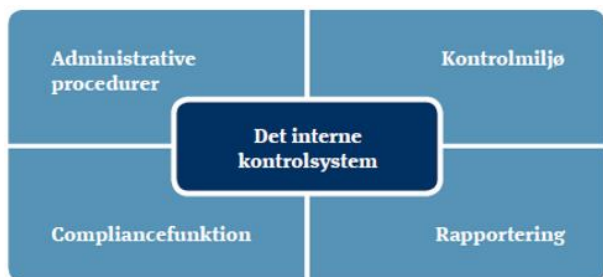 Administrative
procedurer
Kontrolmiljø
Det interne
kontrolsystem
Compliancefunktion
Rapportering